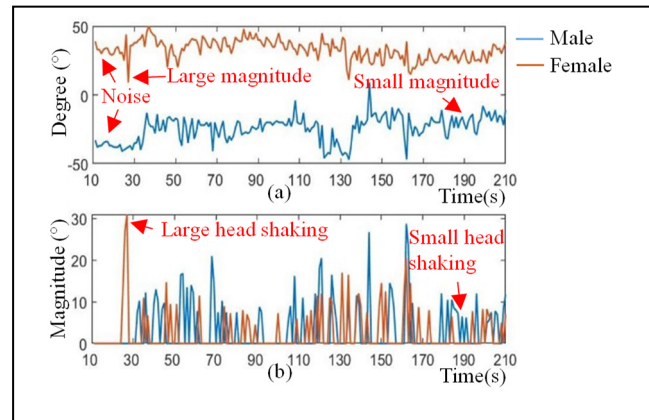 Male
Female
Degree (°)
50
0
-50
Noise
Large magnitude
Small magnitude
10 30 50 70 90 110 130 150 170 190 210
(a)
Time(s)
Magnitude (°)
30
20
10
0
Large head shaking
Small head
shaking
10 30 50 70 90 110 130 150 170 190 210
(b)
Time(s)